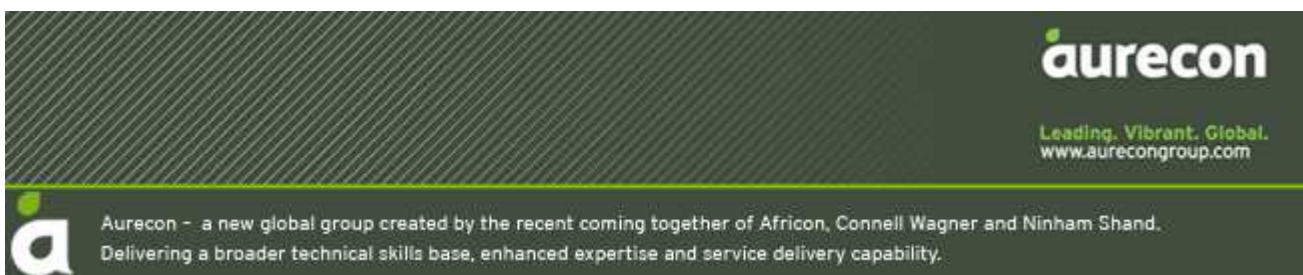 aurecon
Leading. Vibrant. Global.
www.aurecongroup.com
a
Aurecon – a new global group created by the recent coming together of Africon, Connell Wagner and Ninham Shand.
Delivering a broader technical skills base, enhanced expertise and service delivery capability.